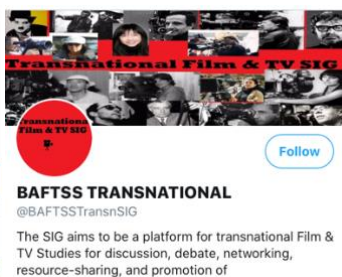 Transnational Film & TV SIG
Transnationa
Film & TV SIG
Follow
BAFTSS TRANSNATIONAL
@BAFTSSTransnSIG
The SIG aims to be a platform for transnational Film &
TV Studies for discussion, debate, networking,
resource-sharing, and promotion of